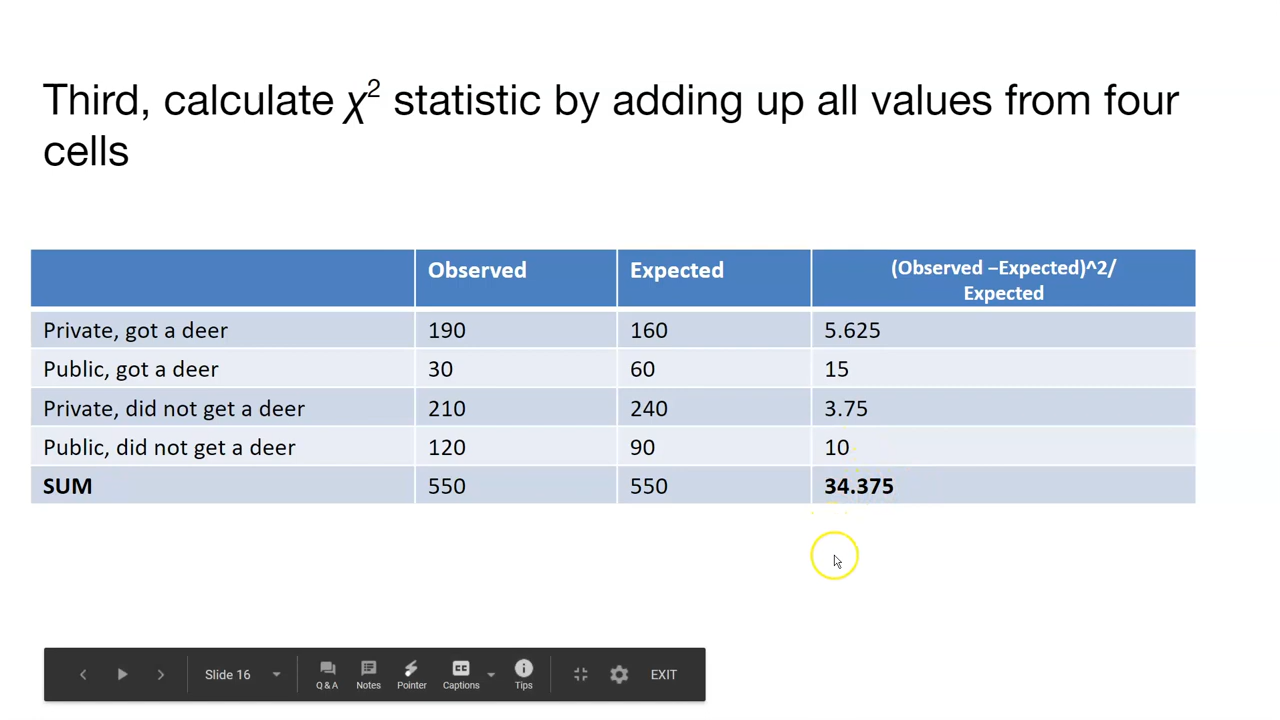 Third, calculate χ² statistic by adding up all values from four
cells
Observed Expected (Observed –Expected)^2/
Expected
Private, got a deer 190 160 5.625
Public, got a deer 30 60 15
Private, did not get a deer 210 240 3.75
Public, did not get a deer 120 90 10
SUM 550 550 34.375
Slide 16
Q & A Notes Pointer CC Captions Tips EXIT